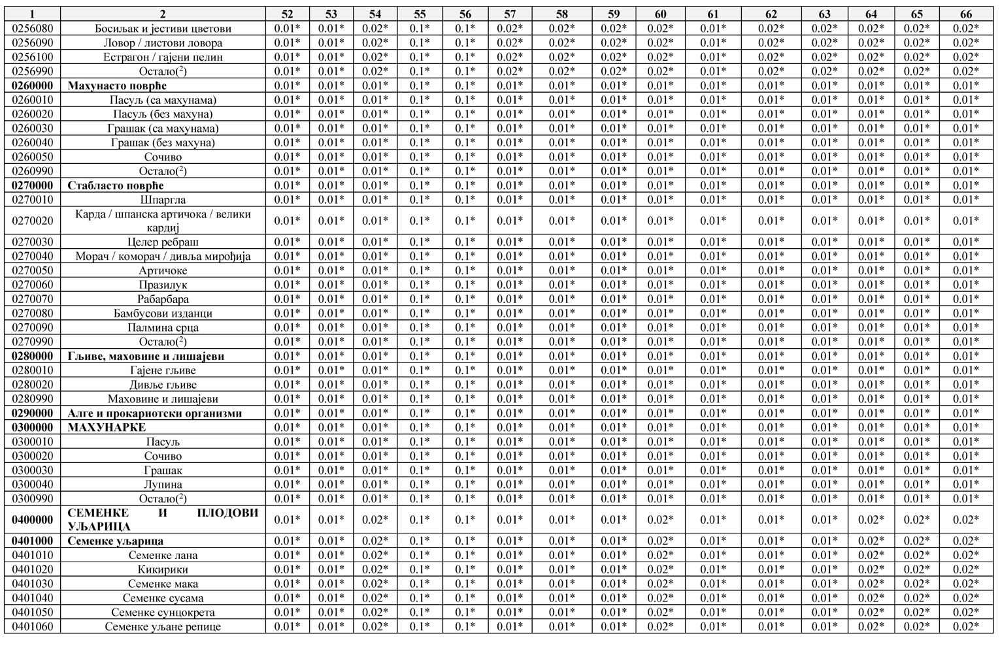 1 2 52 53 54 55 56 57 58 59 60 61 62 63 64 65 66
0256080 Босиљак и јестиви цветови 0.01* 0.01* 0.02* 0.1* 0.1* 0.02* 0.02* 0.02* 0.02* 0.01* 0.02* 0.02* 0.02* 0.02* 0.02*
0256090 Ловор / листови ловора 0.01* 0.01* 0.02* 0.1* 0.1* 0.02* 0.02* 0.02* 0.02* 0.01* 0.02* 0.02* 0.02* 0.02* 0.02*
0256100 Естрагон / гајени пелин 0.01* 0.01* 0.02* 0.1* 0.1* 0.02* 0.02* 0.02* 0.02* 0.01* 0.02* 0.02* 0.02* 0.02* 0.02*
0256990 Остало(²) 0.01* 0.01* 0.02* 0.1* 0.1* 0.02* 0.02* 0.02* 0.02* 0.01* 0.02* 0.02* 0.02* 0.02* 0.02*
0260000 Махунасто поврће 0.01* 0.01* 0.01* 0.1* 0.1* 0.01* 0.01* 0.01* 0.01* 0.01* 0.01* 0.01* 0.01* 0.01* 0.01*
0260010 Пасуљ (са махунама) 0.01* 0.01* 0.01* 0.1* 0.1* 0.01* 0.01* 0.01* 0.01* 0.01* 0.01* 0.01* 0.01* 0.01* 0.01*
0260020 Пасуљ (без махуна) 0.01* 0.01* 0.01* 0.1* 0.1* 0.01* 0.01* 0.01* 0.01* 0.01* 0.01* 0.01* 0.01* 0.01* 0.01*
0260030 Грашак (са махунама) 0.01* 0.01* 0.01* 0.1* 0.1* 0.01* 0.01* 0.01* 0.01* 0.01* 0.01* 0.01* 0.01* 0.01* 0.01*
0260040 Грашак (без махуна) 0.01* 0.01* 0.01* 0.1* 0.1* 0.01* 0.01* 0.01* 0.01* 0.01* 0.01* 0.01* 0.01* 0.01* 0.01*
0260050 Сочиво 0.01* 0.01* 0.01* 0.1* 0.1* 0.01* 0.01* 0.01* 0.01* 0.01* 0.01* 0.01* 0.01* 0.01* 0.01*
0260990 Остало(²) 0.01* 0.01* 0.01* 0.1* 0.1* 0.01* 0.01* 0.01* 0.01* 0.01* 0.01* 0.01* 0.01* 0.01* 0.01*
0270000 Стабласто поврће 0.01* 0.01* 0.01* 0.1* 0.1* 0.01* 0.01* 0.01* 0.01* 0.01* 0.01* 0.01* 0.01* 0.01* 0.01*
0270010 Шпаргла 0.01* 0.01* 0.01* 0.1* 0.1* 0.01* 0.01* 0.01* 0.01* 0.01* 0.01* 0.01* 0.01* 0.01* 0.01*
Карда / шпанска артичока / велики
0270020 кардиј 0.01* 0.01* 0.01* 0.1* 0.1* 0.01* 0.01* 0.01* 0.01* 0.01* 0.01* 0.01* 0.01* 0.01* 0.01*
0270030 Целер ребраш 0.01* 0.01* 0.01* 0.1* 0.1* 0.01* 0.01* 0.01* 0.01* 0.01* 0.01* 0.01* 0.01* 0.01* 0.01*
0270040 Морач / коморач / дивља мирођија 0.01* 0.01* 0.01* 0.1* 0.1* 0.01* 0.01* 0.01* 0.01* 0.01* 0.01* 0.01* 0.01* 0.01* 0.01*
0270050 Артичоке 0.01* 0.01* 0.01* 0.1* 0.1* 0.01* 0.01* 0.01* 0.01* 0.01* 0.01* 0.01* 0.01* 0.01* 0.01*
0270060 Празилук 0.01* 0.01* 0.01* 0.1* 0.1* 0.01* 0.01* 0.01* 0.01* 0.01* 0.01* 0.01* 0.01* 0.01* 0.01*
0270070 Рабарбара 0.01* 0.01* 0.01* 0.1* 0.1* 0.01* 0.01* 0.01* 0.01* 0.01* 0.01* 0.01* 0.01* 0.01* 0.01*
0270080 Бамбусови изданци 0.01* 0.01* 0.01* 0.1* 0.1* 0.01* 0.01* 0.01* 0.01* 0.01* 0.01* 0.01* 0.01* 0.01* 0.01*
0270090 Палмина срца 0.01* 0.01* 0.01* 0.1* 0.1* 0.01* 0.01* 0.01* 0.01* 0.01* 0.01* 0.01* 0.01* 0.01* 0.01*
0270990 Остало(²) 0.01* 0.01* 0.01* 0.1* 0.1* 0.01* 0.01* 0.01* 0.01* 0.01* 0.01* 0.01* 0.01* 0.01* 0.01*
0280000 Гљиве, маховине и лишајеви 0.01* 0.01* 0.01* 0.1* 0.1* 0.01* 0.01* 0.01* 0.01* 0.01* 0.01* 0.01* 0.01* 0.01* 0.01*
0280010 Гајене гљиве 0.01* 0.01* 0.01* 0.1* 0.1* 0.01* 0.01* 0.01* 0.01* 0.01* 0.01* 0.01* 0.01* 0.01* 0.01*
0280020 Дивље гљиве 0.01* 0.01* 0.01* 0.1* 0.1* 0.01* 0.01* 0.01* 0.01* 0.01* 0.01* 0.01* 0.01* 0.01* 0.01*
0280990 Маховине и лишајеви 0.01* 0.01* 0.01* 0.1* 0.1* 0.01* 0.01* 0.01* 0.01* 0.01* 0.01* 0.01* 0.01* 0.01* 0.01*
0290000 Алге и прокариотски организми 0.01* 0.01* 0.01* 0.1* 0.1* 0.01* 0.01* 0.01* 0.01* 0.01* 0.01* 0.01* 0.01* 0.01* 0.01*
0300000 МАХУНАРКЕ 0.01* 0.01* 0.01* 0.1* 0.1* 0.01* 0.01* 0.01* 0.01* 0.01* 0.01* 0.01* 0.01* 0.01* 0.01*
0300010 Пасуљ 0.01* 0.01* 0.01* 0.1* 0.1* 0.01* 0.01* 0.01* 0.01* 0.01* 0.01* 0.01* 0.01* 0.01* 0.01*
0300020 Сочиво 0.01* 0.01* 0.01* 0.1* 0.1* 0.01* 0.01* 0.01* 0.01* 0.01* 0.01* 0.01* 0.01* 0.01* 0.01*
0300030 Грашак 0.01* 0.01* 0.01* 0.1* 0.1* 0.01* 0.01* 0.01* 0.01* 0.01* 0.01* 0.01* 0.01* 0.01* 0.01*
0300040 Лупина 0.01* 0.01* 0.01* 0.1* 0.1* 0.01* 0.01* 0.01* 0.01* 0.01* 0.01* 0.01* 0.01* 0.01* 0.01*
0300990 Остало(²) 0.01* 0.01* 0.01* 0.1* 0.1* 0.01* 0.01* 0.01* 0.01* 0.01* 0.01* 0.01* 0.01* 0.01* 0.01*
СЕМЕНКЕ И ПЛОДОВИ
0400000 УЉАРИЦА 0.01* 0.01* 0.02* 0.1* 0.1* 0.01* 0.01* 0.01* 0.02* 0.01* 0.01* 0.01* 0.02* 0.02* 0.02*
0401000 Семенке уљарица 0.01* 0.01* 0.02* 0.1* 0.1* 0.01* 0.01* 0.01* 0.02* 0.01* 0.01* 0.01* 0.02* 0.02* 0.02*
0401010 Семенке лана 0.01* 0.01* 0.02* 0.1* 0.1* 0.01* 0.01* 0.01* 0.02* 0.01* 0.01* 0.01* 0.02* 0.02* 0.02*
0401020 Кикирики 0.01* 0.01* 0.02* 0.1* 0.1* 0.01* 0.01* 0.01* 0.02* 0.01* 0.01* 0.01* 0.02* 0.02* 0.02*
0401030 Семенке мака 0.01* 0.01* 0.02* 0.1* 0.1* 0.01* 0.01* 0.01* 0.02* 0.01* 0.01* 0.01* 0.02* 0.02* 0.02*
0401040 Семенке сусама 0.01* 0.01* 0.02* 0.1* 0.1* 0.01* 0.01* 0.01* 0.02* 0.01* 0.01* 0.01* 0.02* 0.02* 0.02*
0401050 Семенке сунцокрета 0.01* 0.01* 0.02* 0.1* 0.1* 0.01* 0.01* 0.01* 0.02* 0.01* 0.01* 0.01* 0.02* 0.02* 0.02*
0401060 Семенке уљане репице 0.01* 0.01* 0.02* 0.1* 0.1* 0.01* 0.01* 0.01* 0.02* 0.01* 0.01* 0.01* 0.02* 0.02* 0.02*